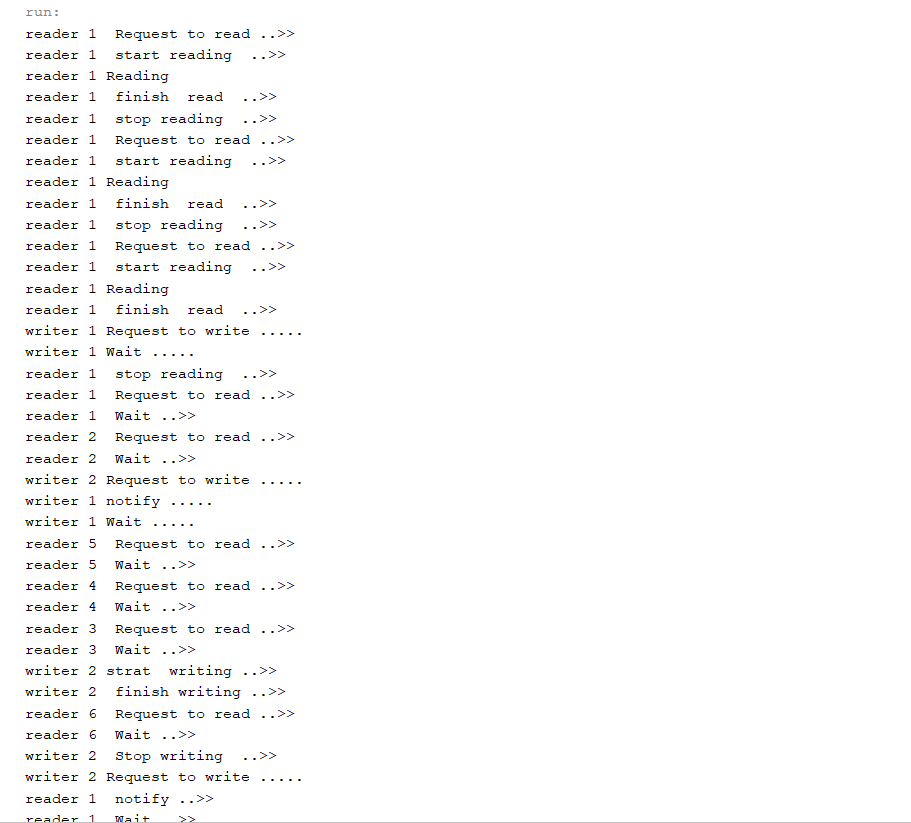 run:
reader 1  Request to read ..>>
reader 1  start reading  ..>>
reader 1 Reading
reader 1  finish  read  ..>>
reader 1  stop reading  ..>>
reader 1  Request to read ..>>
reader 1  start reading  ..>>
reader 1 Reading
reader 1  finish  read  ..>>
reader 1  stop reading  ..>>
reader 1  Request to read ..>>
reader 1  start reading  ..>>
reader 1 Reading
reader 1  finish  read  ..>>
writer 1 Request to write .....
writer 1 Wait .....
reader 1  stop reading  ..>>
reader 1  Request to read ..>>
reader 1  Wait ..>>
reader 2  Request to read ..>>
reader 2  Wait ..>>
writer 2 Request to write .....
writer 1 notify .....
writer 1 Wait .....
reader 5  Request to read ..>>
reader 5  Wait ..>>
reader 4  Request to read ..>>
reader 4  Wait ..>>
reader 3  Request to read ..>>
reader 3  Wait ..>>
writer 2 strat  writing ..>>
writer 2  finish writing ..>>
reader 6  Request to read ..>>
reader 6  Wait ..>>
writer 2  Stop writing  ..>>
writer 2 Request to write .....
reader 1  notify ..>>
reader 1  Wait  >>